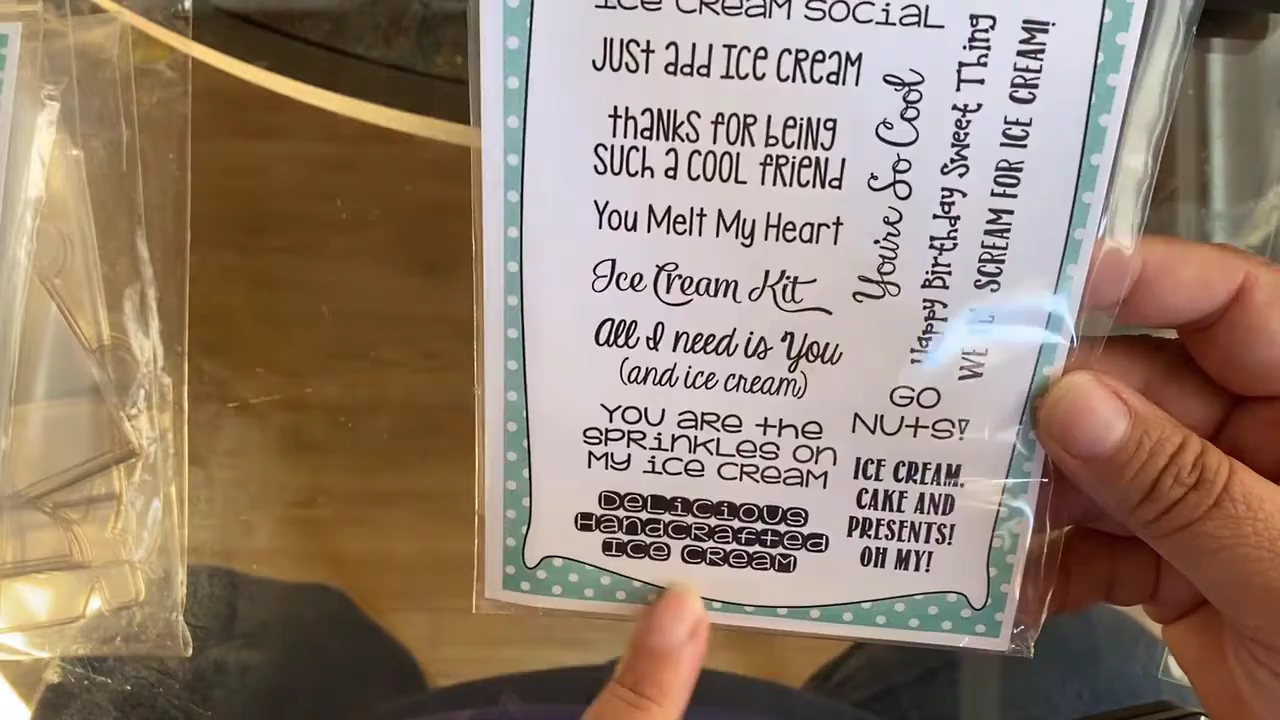 ICE CREAM SOCIAL
JUST add ICE CREAM
thaNKS fOR beiNg
SUCH a COOL fRIENd
You Melt My Heart
Ice Cream Kit
All I need is You
(and ice cream)
YOU ARE the
SPRINKLES ON
MY ICE CREAM
DELICIOUS
HANDCRAFTED
ICE CREAM
You're So Cool
Happy Birthday Sweet Thing
WE'LL SCREAM FOR ICE CREAM!
GO
NUTS!
ICE CREAM,
CAKE AND
PRESENTS!
OH MY!